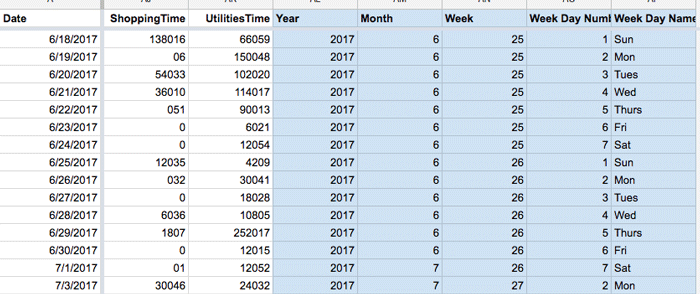 Date ShoppingTime UtilitiesTime Year Month Week Week Day Numl Week Day Name
6/18/2017 138016 66059 2017 6 25 1 Sun
6/19/2017 06 150048 2017 6 25 2 Mon
6/20/2017 54033 102020 2017 6 25 3 Tues
6/21/2017 36010 114017 2017 6 25 4 Wed
6/22/2017 051 90013 2017 6 25 5 Thurs
6/23/2017 0 6021 2017 6 25 6 Fri
6/24/2017 0 12054 2017 6 25 7 Sat
6/25/2017 12035 4209 2017 6 26 1 Sun
6/26/2017 032 30041 2017 6 26 2 Mon
6/27/2017 0 18028 2017 6 26 3 Tues
6/28/2017 6036 10805 2017 6 26 4 Wed
6/29/2017 1807 252017 2017 6 26 5 Thurs
6/30/2017 0 12015 2017 6 26 6 Fri
7/1/2017 01 12052 2017 7 26 7 Sat
7/3/2017 30046 24032 2017 7 27 2 Mon